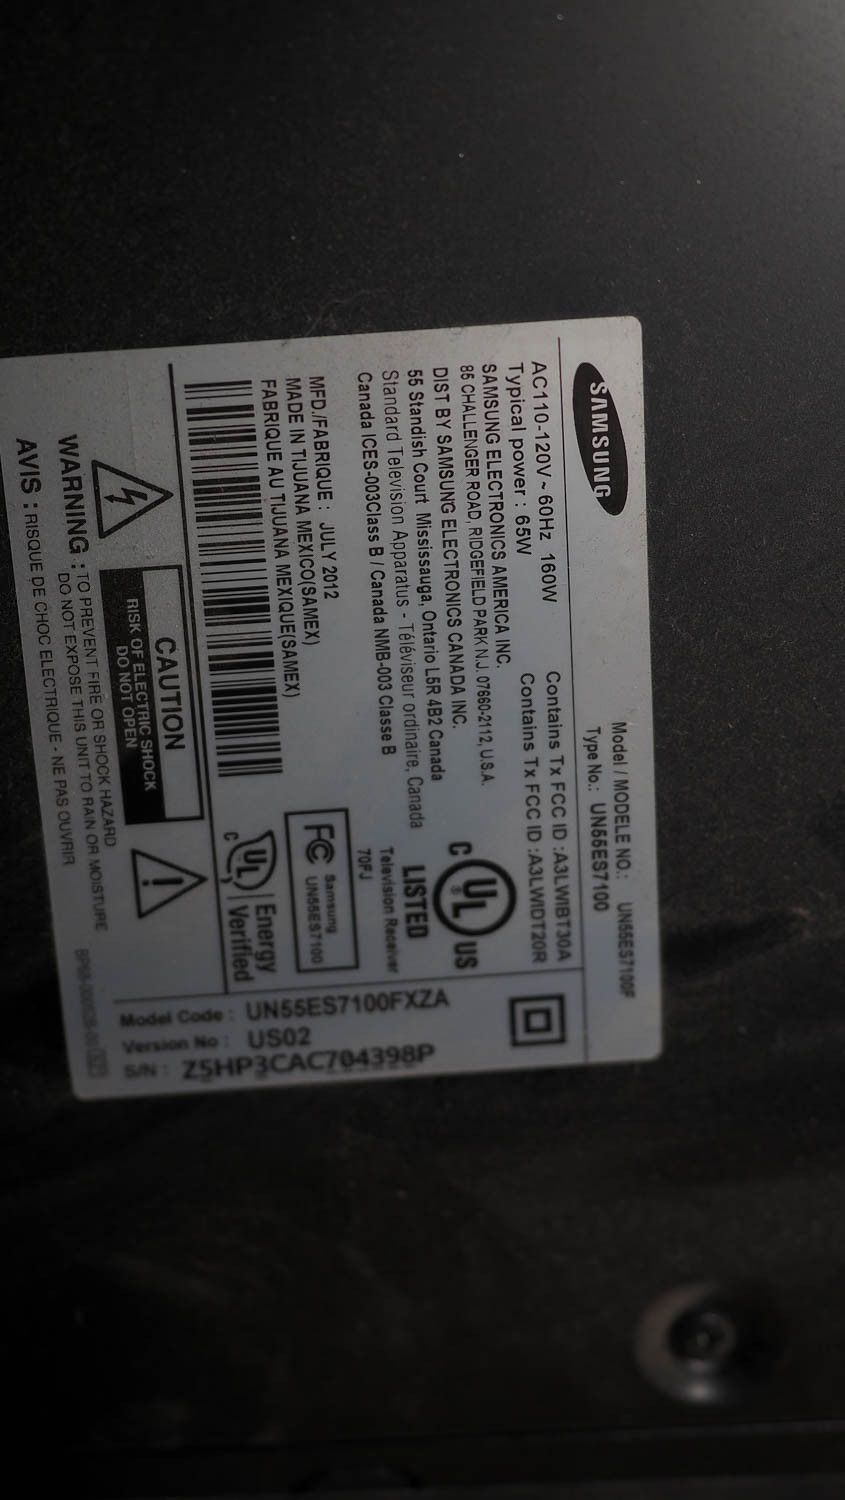 SAMSUNG
Model / MODELE NO.: UN55ES7100F
Type No.: UN55ES7100
AC110-120V~ 60Hz 160W
Typical power : 65W
Contains Tx FCC ID :A3LWIBT30A
Contains Tx FCC ID :A3LWIDT20R
SAMSUNG ELECTRONICS AMERICA INC.
85 CHALLENGER ROAD, RIDGEFIELD PARK N.J. 07660-2112, U.S.A.
DIST BY SAMSUNG ELECTRONICS CANADA INC.
55 Standish Court Mississauga, Ontario L5R 4B2 Canada
Standard Television Apparatus - Téléviseur ordinaire, Canada
Canada ICES-003Class B / Canada NMB-003 Classe B
C UL ® US
LISTED
Television Receiver
70FJ
MFD./FABRIQUE : JULY 2012
MADE IN TIJUANA MEXICO(SAMEX)
FABRIQUE AU TIJUANA MEXIQUE(SAMEX)
FC Samsung
UN55ES7100
C UL Energy
Verified
CAUTION
RISK OF ELECTRIC SHOCK
DO NOT OPEN
WARNING : TO PREVENT FIRE OR SHOCK HAZARD
DO NOT EXPOSE THIS UNIT TO RAIN OR MOISTURE
AVIS : RISQUE DE CHOC ELECTRIQUE - NE PAS OUVRIR
Model Code : UN55ES7100FXZA
Version No : US02
S/N : Z5HP3CAC704398P